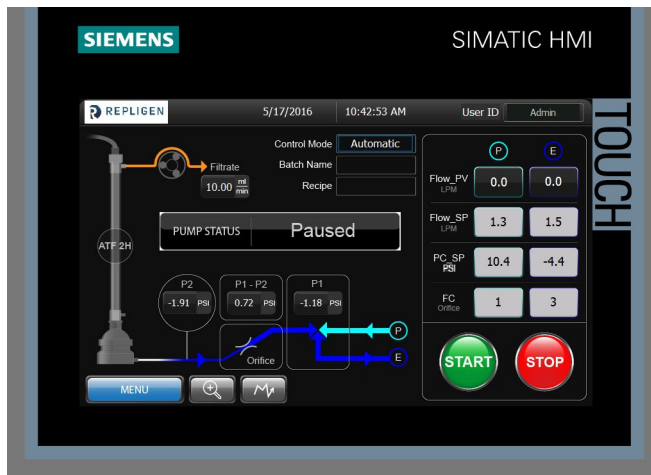 SIEMENS
SIMATIC HMI
TOUCH
REPLIGEN
5/17/2016
10:42:53 AM
User ID
Admin
Control Mode
Automatic
Batch Name
Recipe
Filtrate
10.00 ml/min
PUMP STATUS
Paused
ATF 2H
P2
-1.91 PSI
P1 - P2
0.72 PSI
P1
-1.18 PSI
Orifice
P
E
P E
Flow_PV
LPM
0.0 0.0
Flow_SP
LPM
1.3 1.5
PC_SP
PSI
10.4 -4.4
FC
Orifice
1 3
START
STOP
MENU